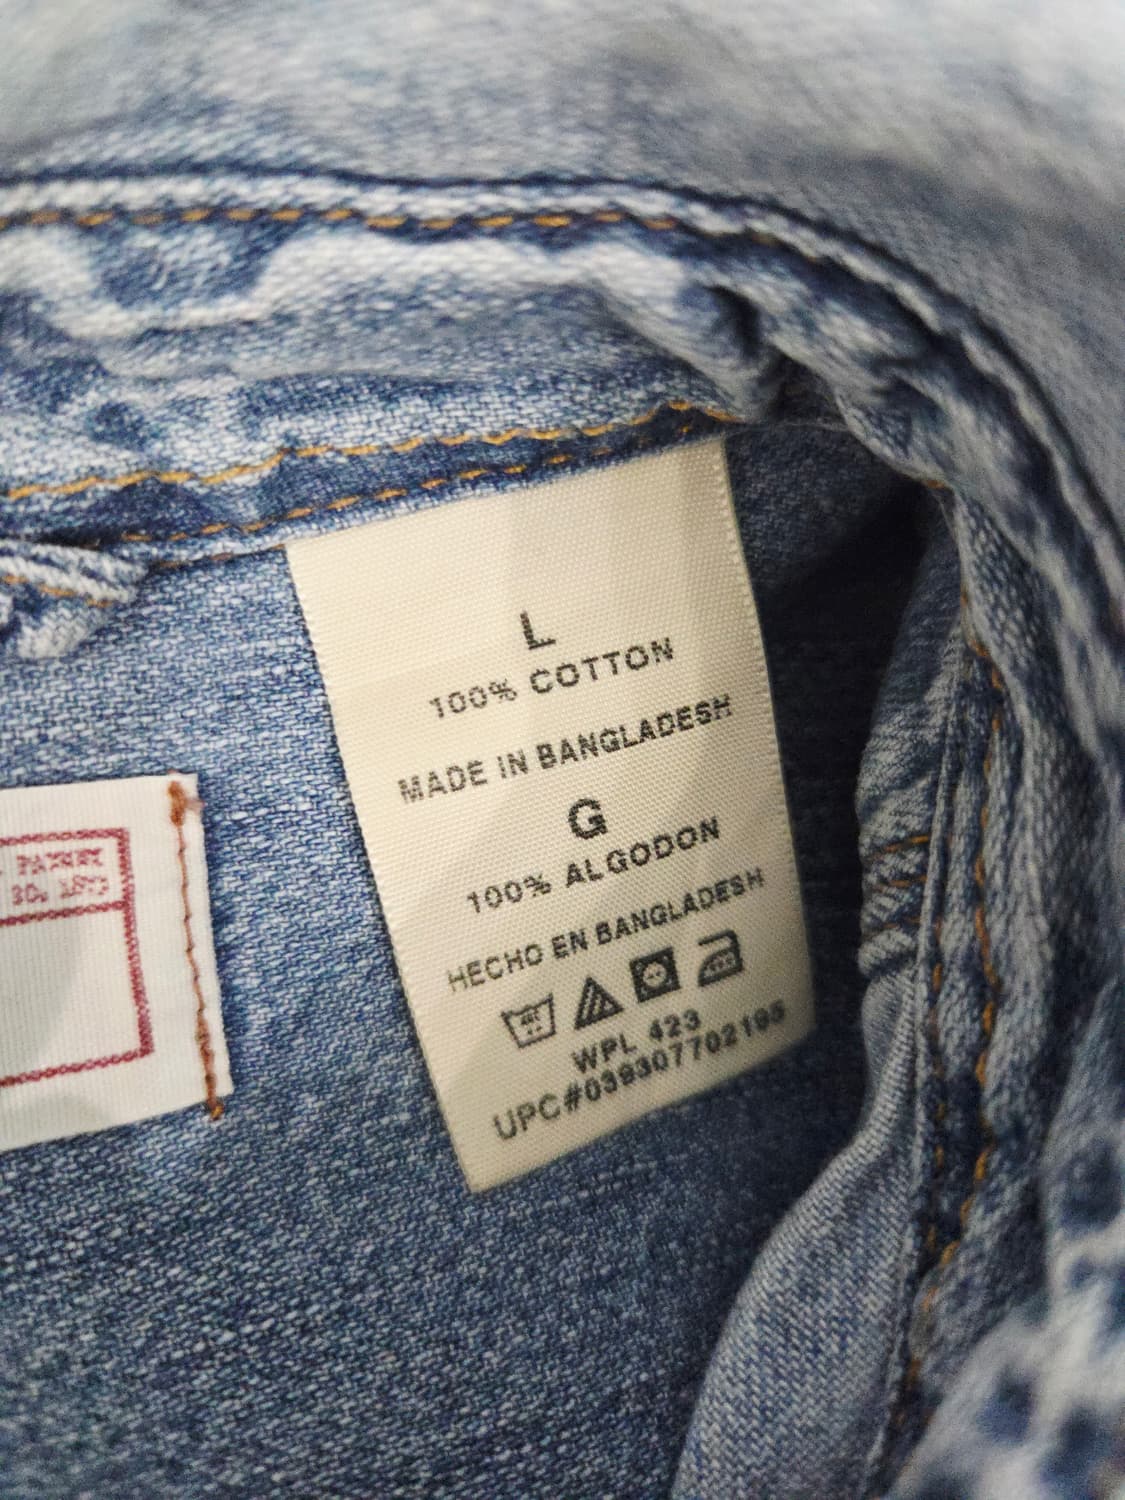 L
100% COTTON
MADE IN BANGLADESH
G
100% ALGODON
HECHO EN BANGLADESH
WPL 423
UPC#039307702195